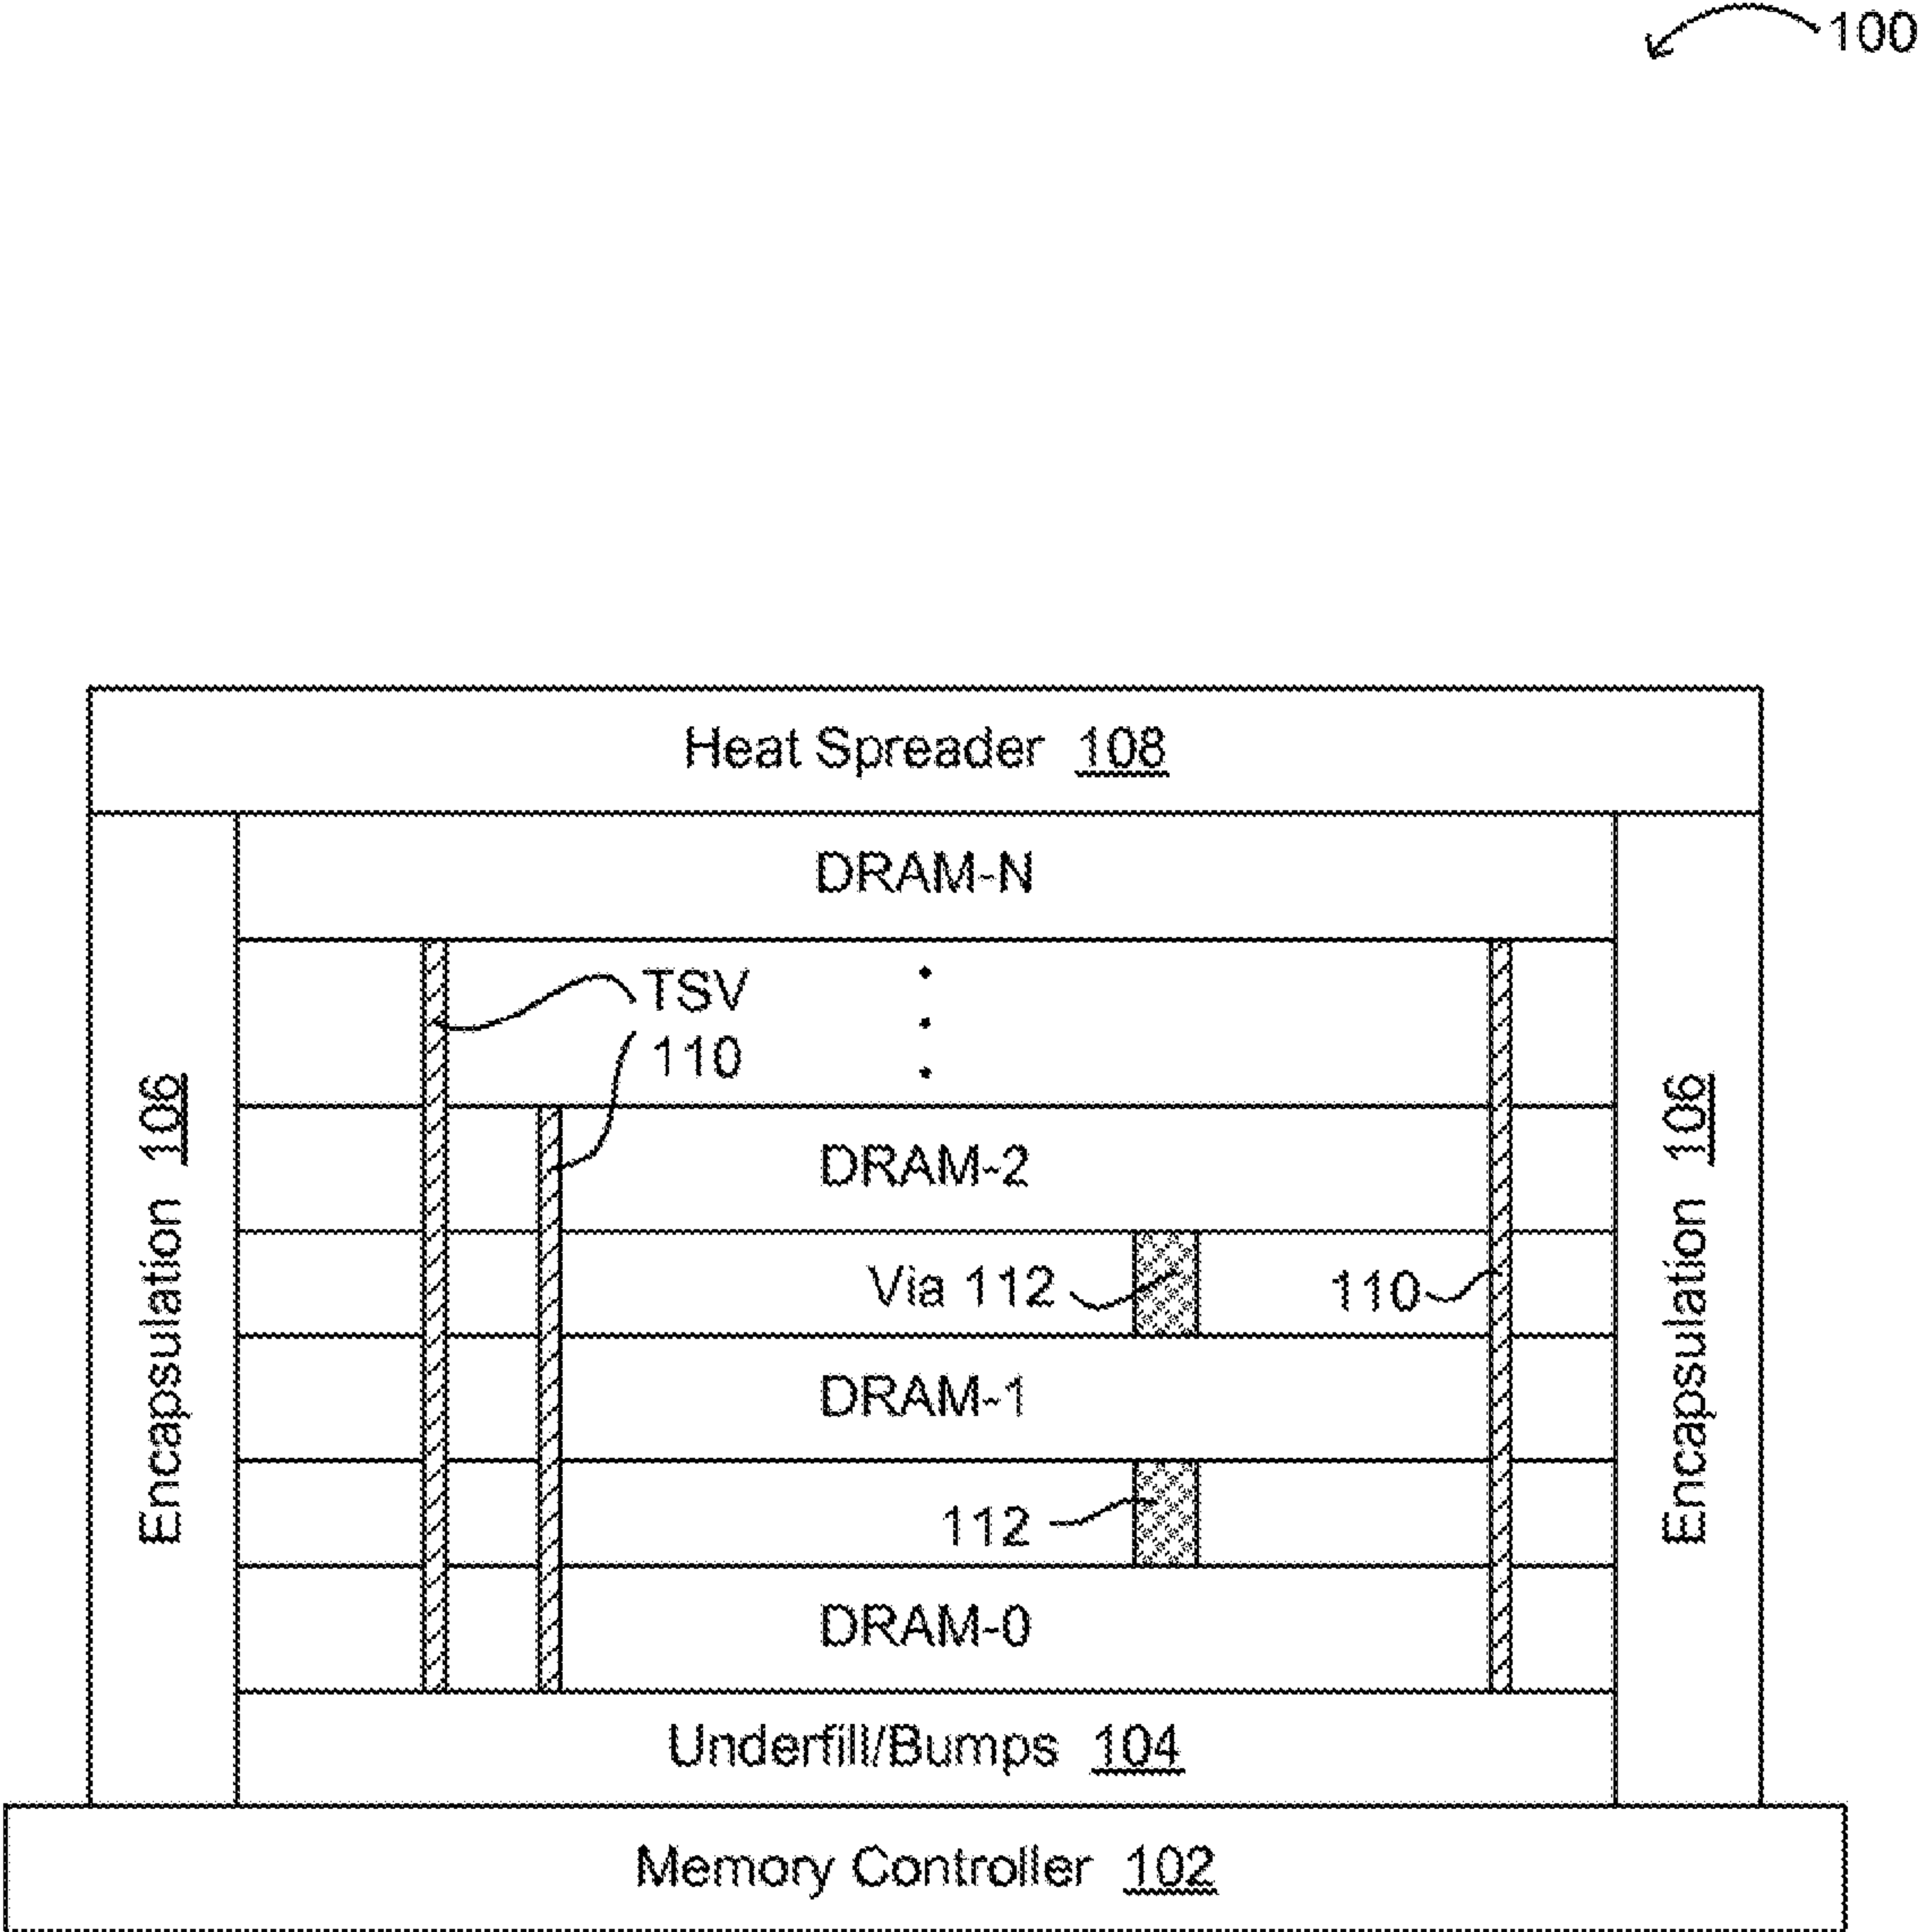 100
Heat Spreader 108
DRAM-N
TSV
110
Encapsulation 106
Encapsulation 106
DRAM-2
Via 112
110
DRAM-1
112
DRAM-0
Underfill/Bumps 104
Memory Controller 102